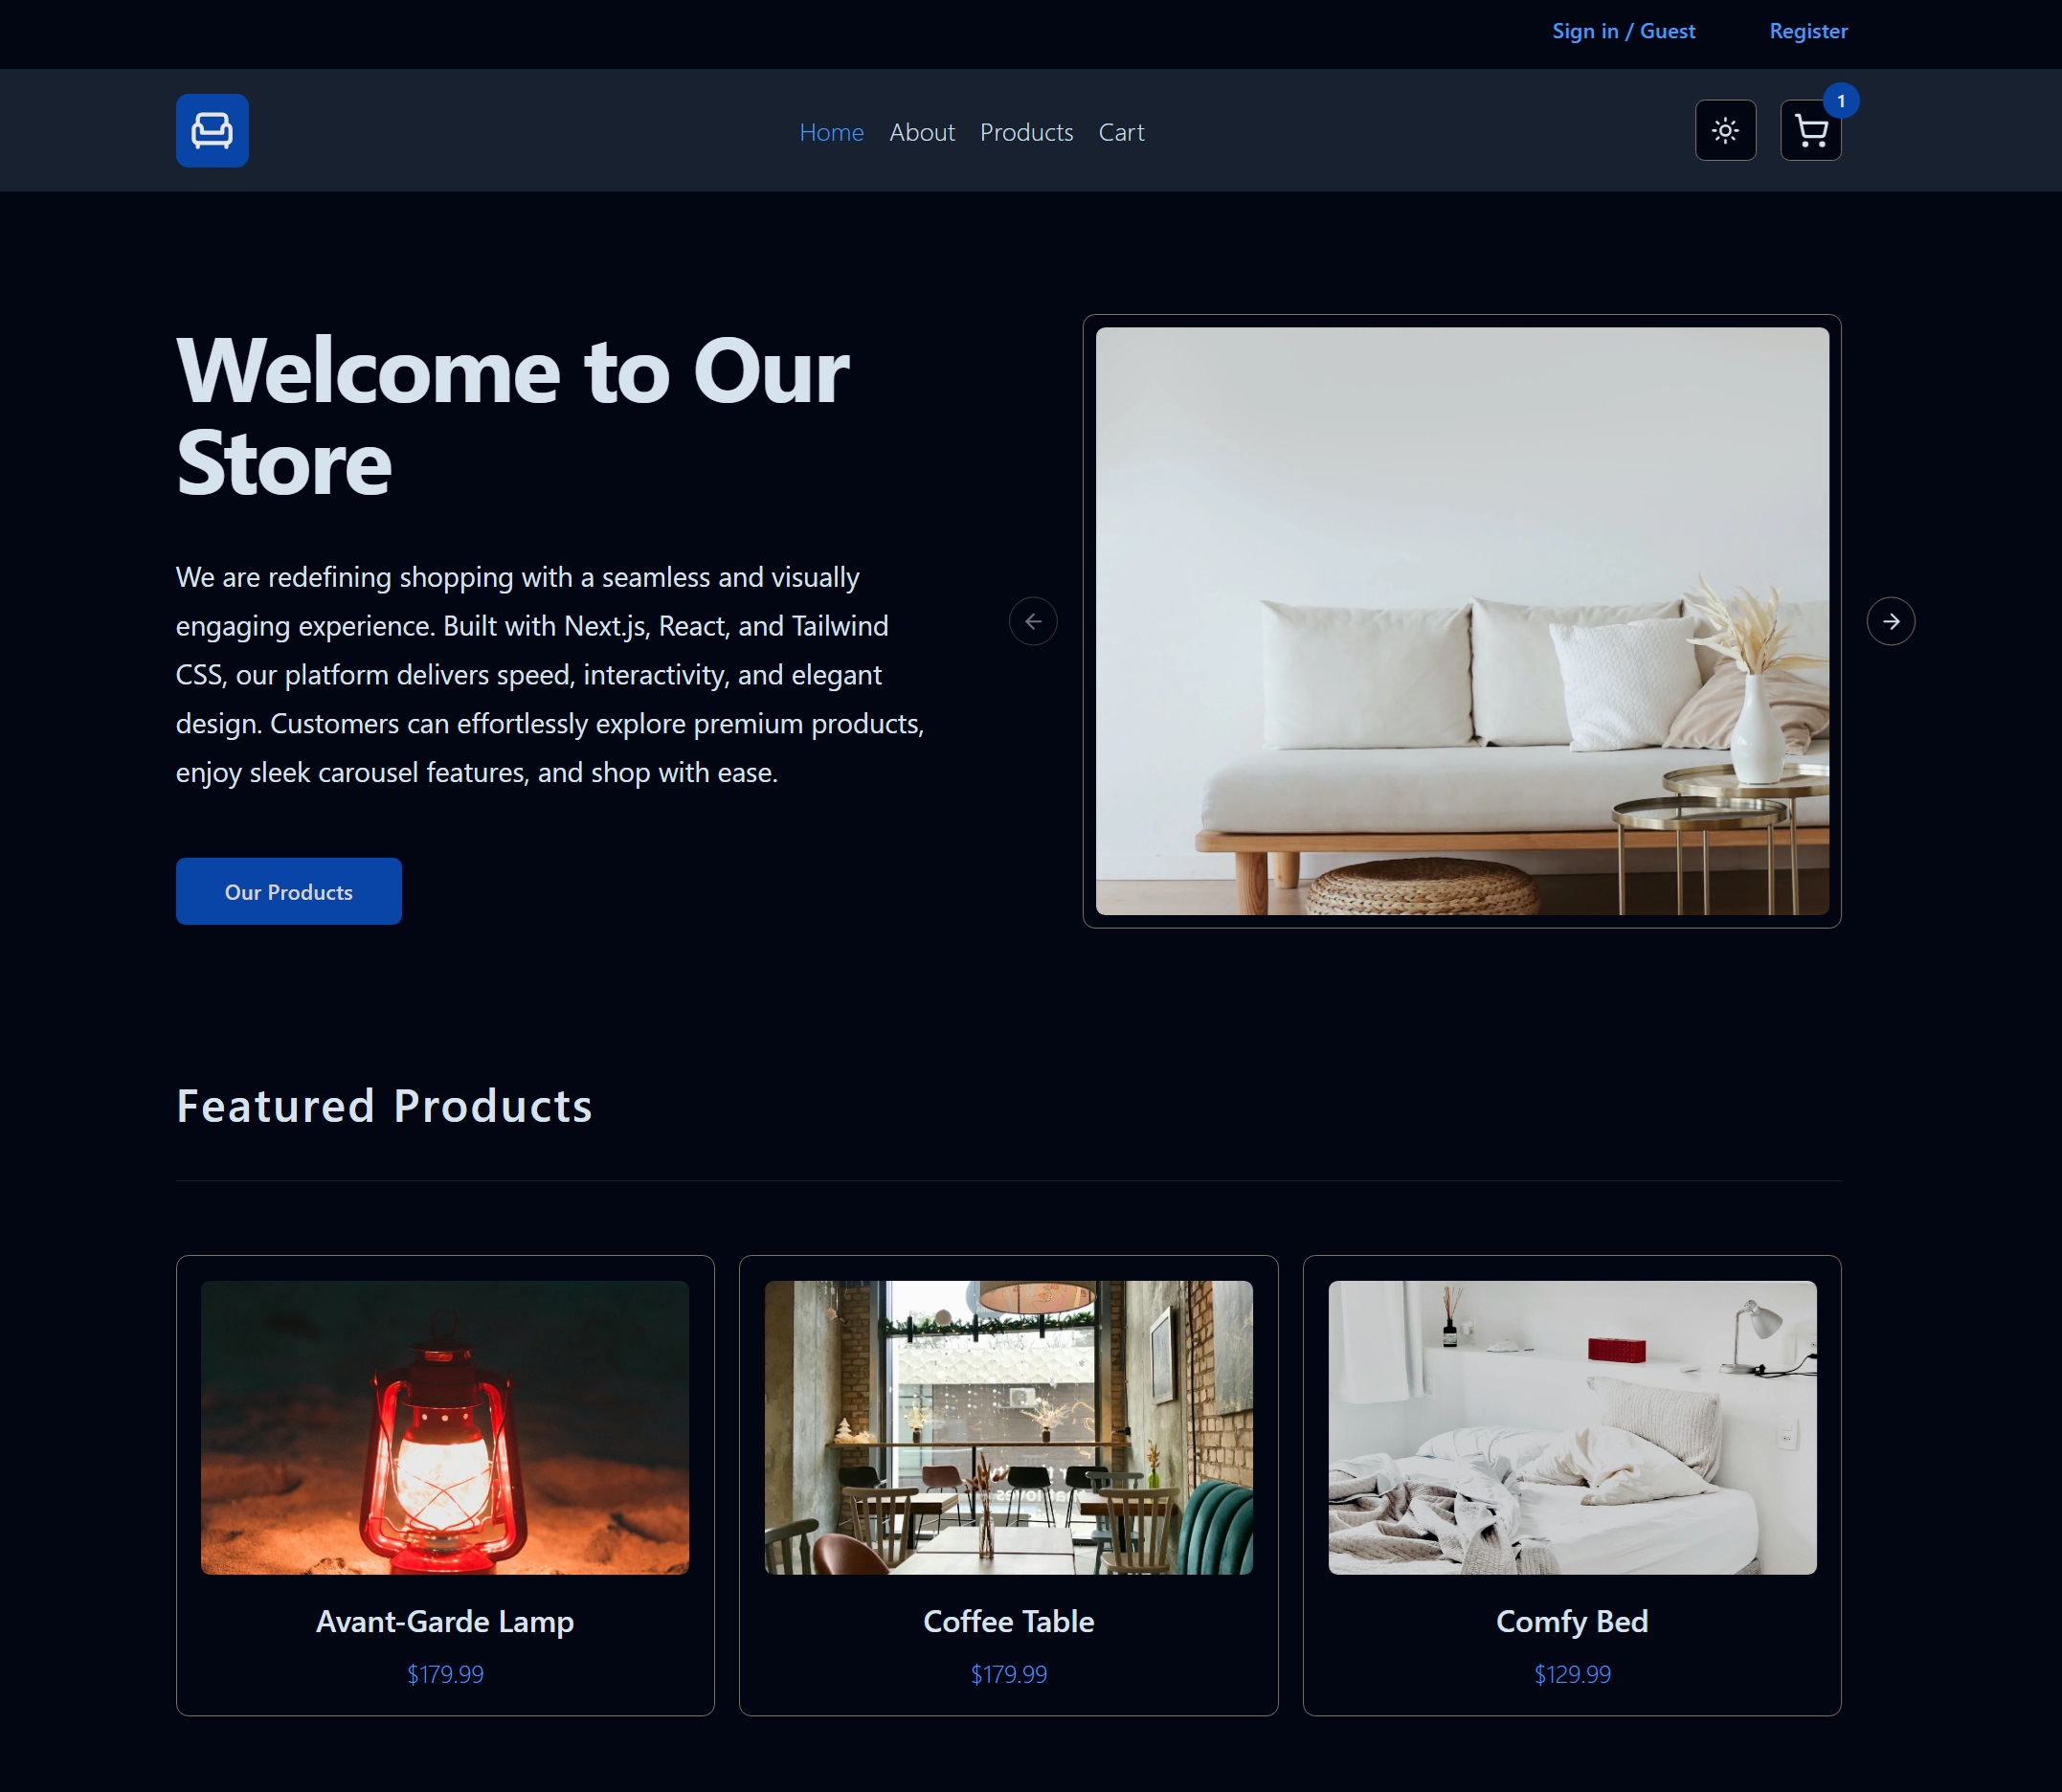 Sign in / Guest
Register
1
Home
About
Products
Cart
Welcome to Our
Store
We are redefining shopping with a seamless and visually
engaging experience. Built with Next.js, React, and Tailwind
CSS, our platform delivers speed, interactivity, and elegant
design. Customers can effortlessly explore premium products,
enjoy sleek carousel features, and shop with ease.
Our Products
Featured Products
Avant-Garde Lamp
$179.99
Coffee Table
$179.99
Comfy Bed
$129.99